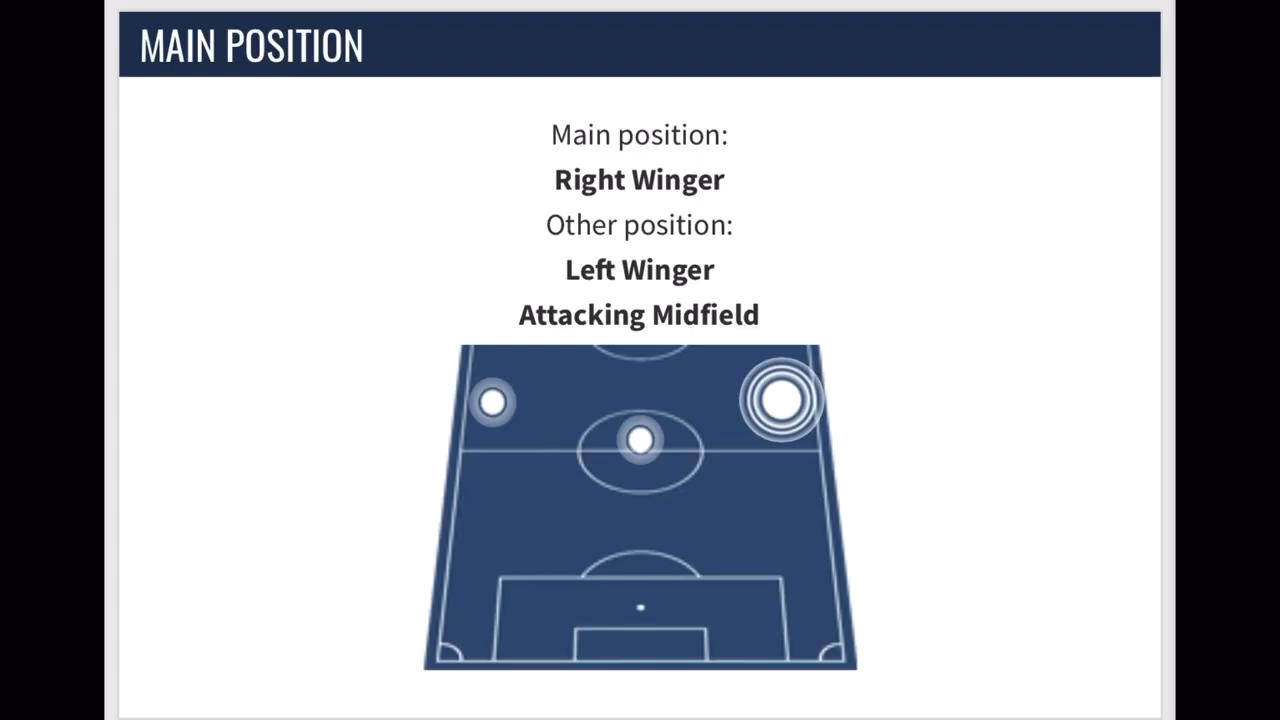 MAIN POSITION
Main position:
Right Winger
Other position:
Left Winger
Attacking Midfield